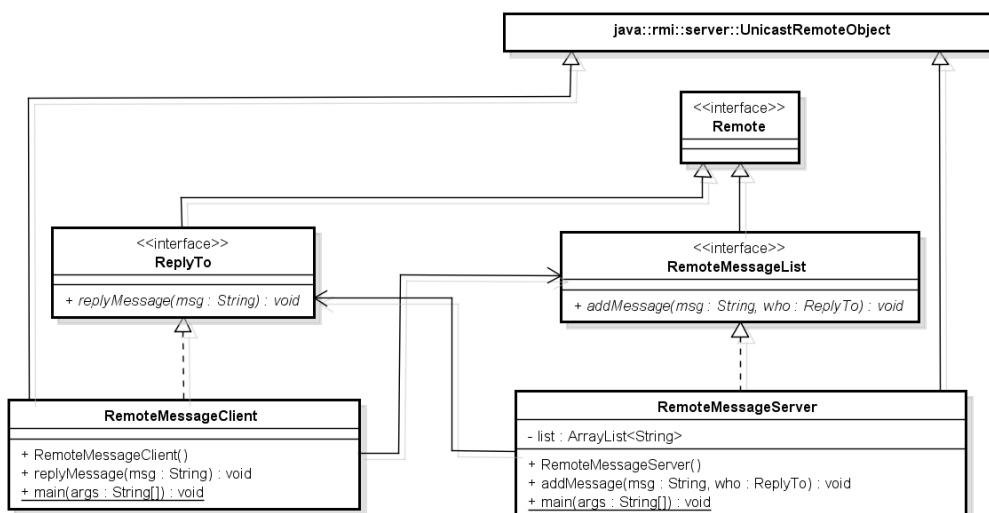 java::rmi::server::UnicastRemoteObject
<<interface>>
Remote
<<interface>>
ReplyTo
+ replyMessage(msg : String) : void
<<interface>>
RemoteMessageList
+ addMessage(msg : String, who : ReplyTo) : void
RemoteMessageClient
+ RemoteMessageClient()
+ replyMessage(msg : String) : void
+ main(args : String[]) : void
RemoteMessageServer
- list : ArrayList<String>
+ RemoteMessageServer()
+ addMessage(msg : String, who : ReplyTo) : void
+ main(args : String[]) : void